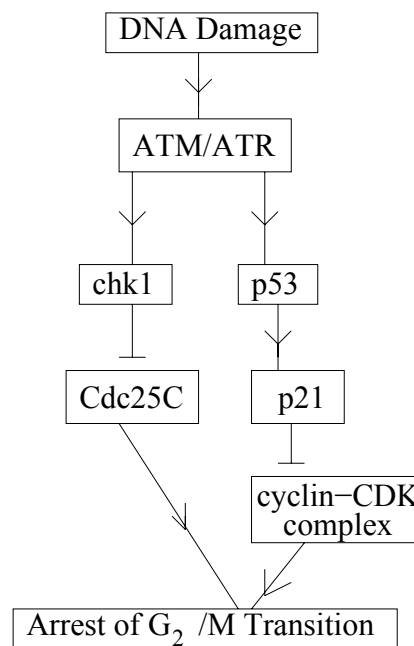 DNA Damage
ATM/ATR
chk1
p53
Cdc25C
p21
cyclin−CDK
complex
Arrest of G₂ /M Transition